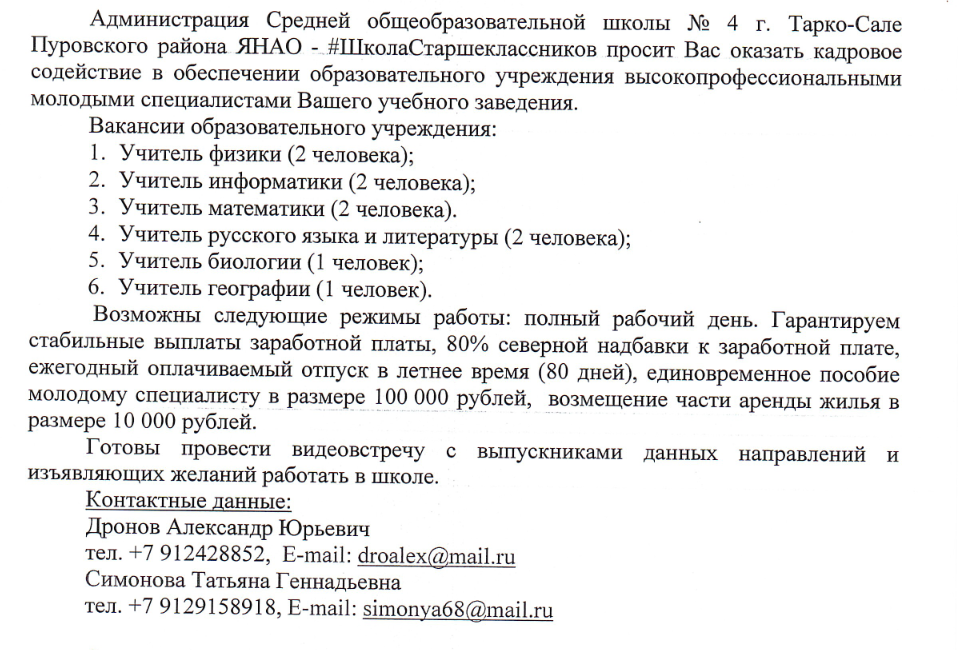 Администрация Средней общеобразовательной школы № 4 г. Тарко-Сале
Пуровского района ЯНАО - #ШколаСтаршеклассников просит Вас оказать кадровое
содействие в обеспечении образовательного учреждения высокопрофессиональными
молодыми специалистами Вашего учебного заведения.
Вакансии образовательного учреждения:
1. Учитель физики (2 человека);
2. Учитель информатики (2 человека);
3. Учитель математики (2 человека).
4. Учитель русского языка и литературы (2 человека);
5. Учитель биологии (1 человек);
6. Учитель географии (1 человек).
Возможны следующие режимы работы: полный рабочий день. Гарантируем
стабильные выплаты заработной платы, 80% северной надбавки к заработной плате,
ежегодный оплачиваемый отпуск в летнее время (80 дней), единовременное пособие
молодому специалисту в размере 100 000 рублей, возмещение части аренды жилья в
размере 10 000 рублей.
Готовы провести видеовстречу с выпускниками данных направлений и
изъявляющих желаний работать в школе.
Контактные данные:
Дронов Александр Юрьевич
тел. +7 912428852, E-mail: droalex@mail.ru
Симонова Татьяна Геннадьевна
тел. +7 9129158918, E-mail: simonya68@mail.ru